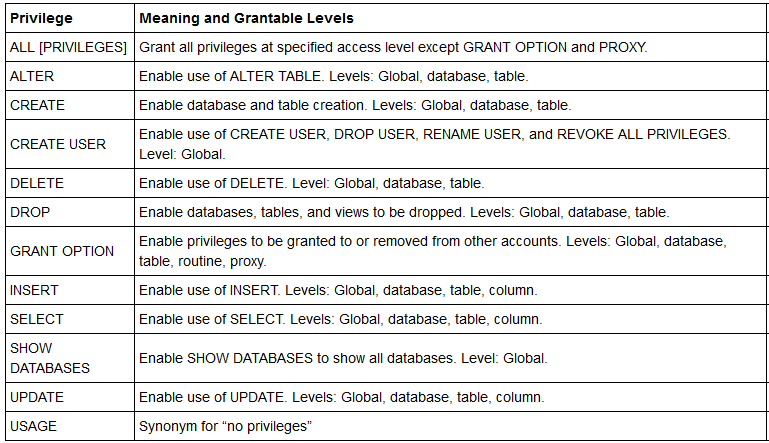 Privilege Meaning and Grantable Levels
ALL [PRIVILEGES] Grant all privileges at specified access level except GRANT OPTION and PROXY.
ALTER Enable use of ALTER TABLE. Levels: Global, database, table.
CREATE Enable database and table creation. Levels: Global, database, table.
CREATE USER Enable use of CREATE USER, DROP USER, RENAME USER, and REVOKE ALL PRIVILEGES.
Level: Global.
DELETE Enable use of DELETE. Level: Global, database, table.
DROP Enable databases, tables, and views to be dropped. Levels: Global, database, table.
GRANT OPTION Enable privileges to be granted to or removed from other accounts. Levels: Global, database,
table, routine, proxy.
INSERT Enable use of INSERT. Levels: Global, database, table, column.
SELECT Enable use of SELECT. Levels: Global, database, table, column.
SHOW
DATABASES Enable SHOW DATABASES to show all databases. Level: Global.
UPDATE Enable use of UPDATE. Levels: Global, database, table, column.
USAGE Synonym for “no privileges”